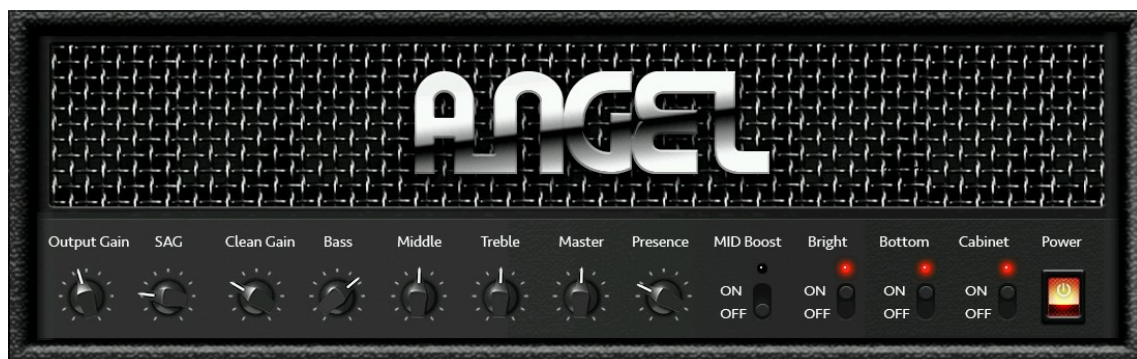 ANGEL
Output Gain SAG Clean Gain Bass Middle Treble Master Presence MID Boost Bright Bottom Cabinet Power
ON ON ON ON
OFF OFF OFF OFF